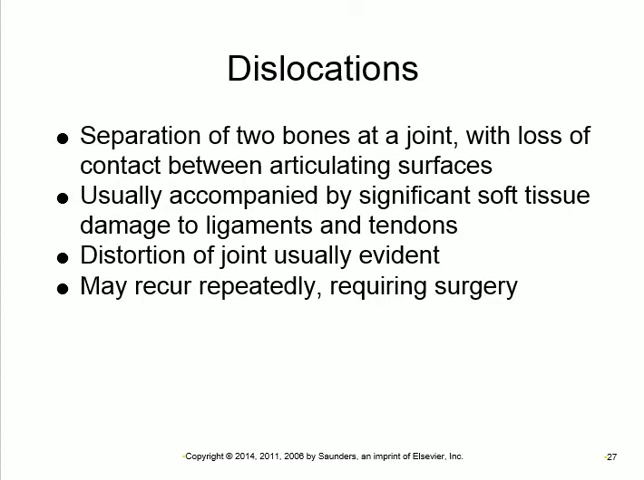 Dislocations
● Separation of two bones at a joint, with loss of
contact between articulating surfaces
● Usually accompanied by significant soft tissue
damage to ligaments and tendons
● Distortion of joint usually evident
● May recur repeatedly, requiring surgery
•Copyright © 2014, 2011, 2006 by Saunders, an imprint of Elsevier, Inc.
•27